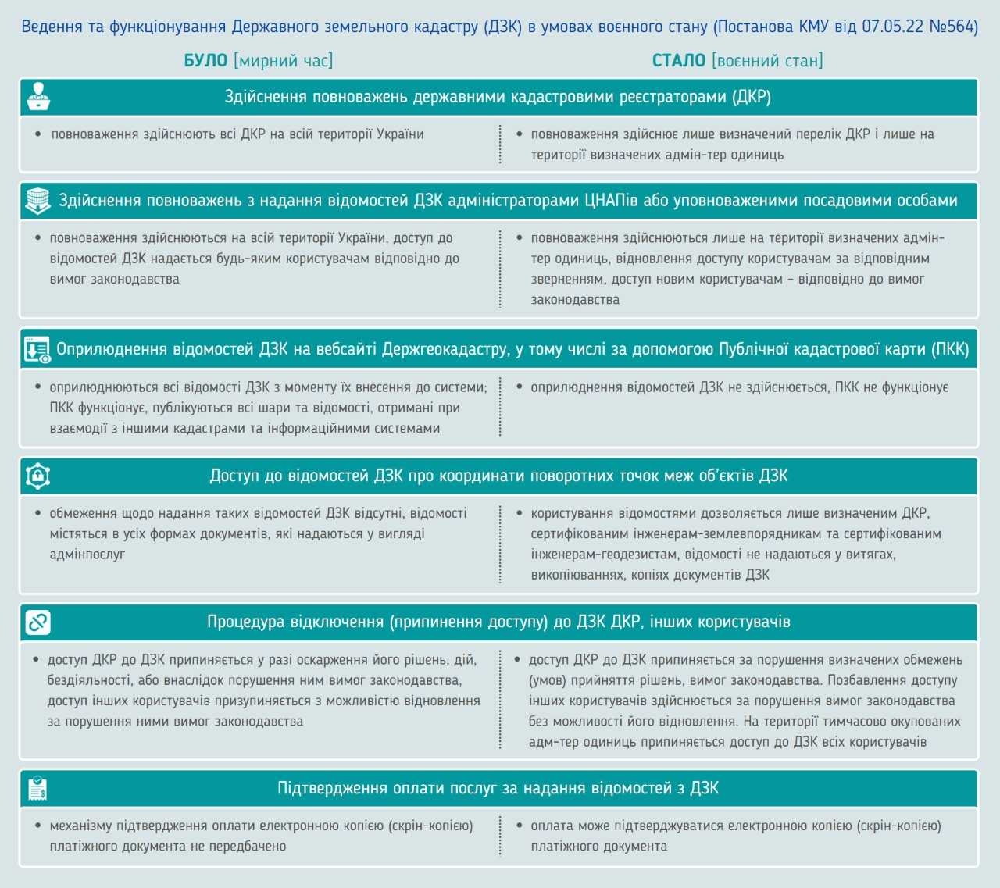 Ведення та функціонування Державного земельного кадастру (ДЗК) в умовах воєнного стану (Постанова КМУ від 07.05.22 №564)
БУЛО [мирний час]
СТАЛО [воєнний стан]
Здійснення повноважень державними кадастровими реєстраторами (ДКР)
• повноваження здійснюють всі ДКР на всій території України
• повноваження здійснює лише визначений перелік ДКР і лише на
території визначених адмін-тер одиниць
Здійснення повноважень з надання відомостей ДЗК адміністраторами ЦНАПів або уповноваженими посадовими особами
• повноваження здійснюються на всій території України, доступ до
відомостей ДЗК надається будь-яким користувачам відповідно до
вимог законодавства
• повноваження здійснюються лише на території визначених адмін-
тер одиниць, відновлення доступу користувачам за відповідним
зверненням, доступ новим користувачам - відповідно до вимог
законодавства
Оприлюднення відомостей ДЗК на вебсайті Держгеокадастру, у тому числі за допомогою Публічної кадастрової карти (ПКК)
• оприлюднюються всі відомості ДЗК з моменту їх внесення до системи;
ПКК функціонує, публікуються всі шари та відомості, отримані при
взаємодії з іншими кадастрами та інформаційними системами
• оприлюднення відомостей ДЗК не здійснюється, ПКК не функціонує
Доступ до відомостей ДЗК про координати поворотних точок меж об'єктів ДЗК
• обмеження щодо надання таких відомостей ДЗК відсутні, відомості
містяться в усіх формах документів, які надаються у вигляді
адмінпослуг
• користування відомостями дозволяється лише визначеним ДКР,
сертифікованим інженерам-землевпорядникам та сертифікованим
інженерам-геодезистам, відомості не надаються у витягах,
викопіюваннях, копіях документів ДЗК
Процедура відключення (припинення доступу) до ДЗК ДКР, інших користувачів
• доступ ДКР до ДЗК припиняється у разі оскарження його рішень, дій,
бездіяльності, або внаслідок порушення ним вимог законодавства,
доступ інших користувачів призупиняється з можливістю відновлення
за порушення ними вимог законодавства
• доступ ДКР до ДЗК припиняється за порушення визначених обмежень
(умов) прийняття рішень, вимог законодавства. Позбавлення доступу
інших користувачів здійснюється за порушення вимог законодавства
без можливості його відновлення. На території тимчасово окупованих
адм-тер одиниць припиняється доступ до ДЗК всіх користувачів
Підтвердження оплати послуг за надання відомостей з ДЗК
• механізму підтвердження оплати електронною копією (скрін-копією)
платіжного документа не передбачено
• оплата може підтверджуватися електронною копією (скрін-копією)
платіжного документа